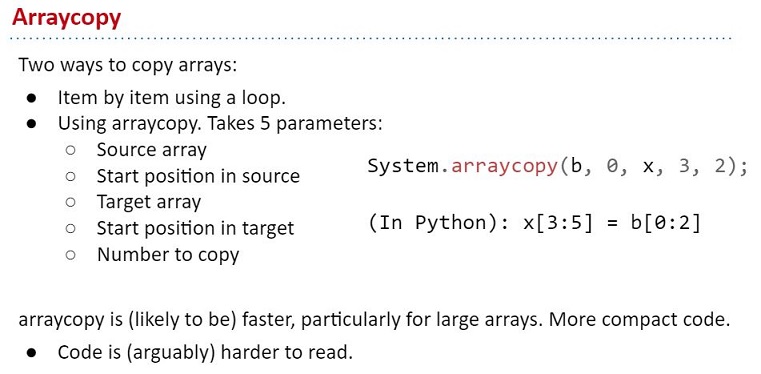 Arraycopy
Two ways to copy arrays:
● Item by item using a loop.
● Using arraycopy. Takes 5 parameters:
○ Source array
○ Start position in source
○ Target array
○ Start position in target
○ Number to copy
System.arraycopy(b, 0, x, 3, 2);
(In Python): x[3:5] = b[0:2]
arraycopy is (likely to be) faster, particularly for large arrays. More compact code.
● Code is (arguably) harder to read.